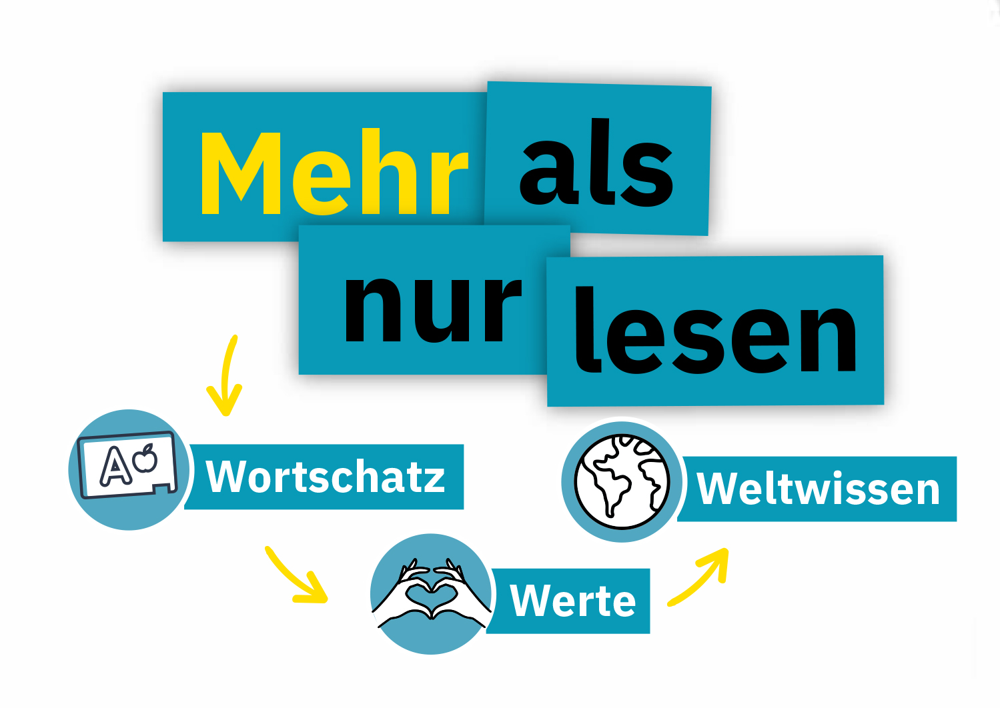 Mehr als
nur lesen
Wortschatz
Werte
Weltwissen
A